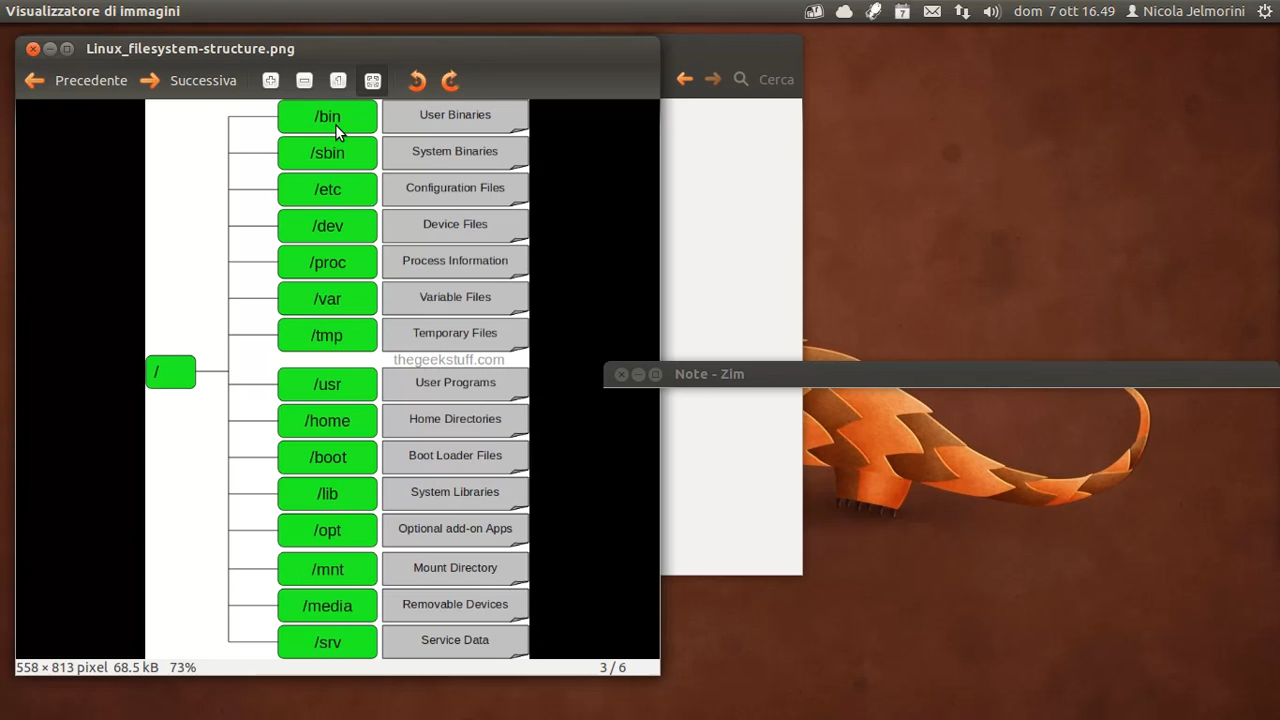 Visualizzatore di immagini
7
dom 7 ott 16.49
Nicola Jelmorini
Linux_filesystem-structure.png
Precedente
Successiva
Cerca
/bin User Binaries
/sbin System Binaries
/etc Configuration Files
/dev Device Files
/proc Process Information
/var Variable Files
/tmp Temporary Files
thegeekstuff.com
/
/usr User Programs
Note - Zim
/home Home Directories
/boot Boot Loader Files
/lib System Libraries
/opt Optional add-on Apps
/mnt Mount Directory
/media Removable Devices
/srv Service Data
558 × 813 pixel 68.5 kB 73%
3 / 6